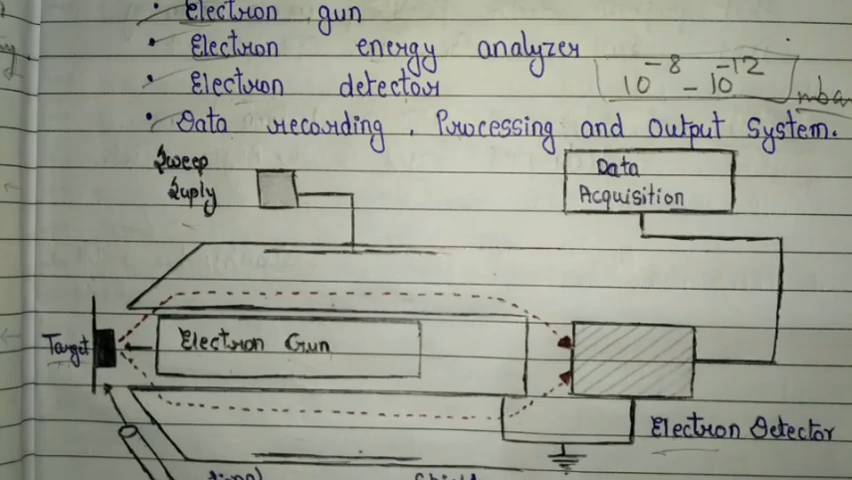 • Electron gun
• Electron energy analyzer
• Electron detector
10⁻⁸ – 10⁻¹² mba
• Data recording, Processing and Output System.
Sweep
Suply
Data
Acquisition
Target
Electron Gun
Electron Detector